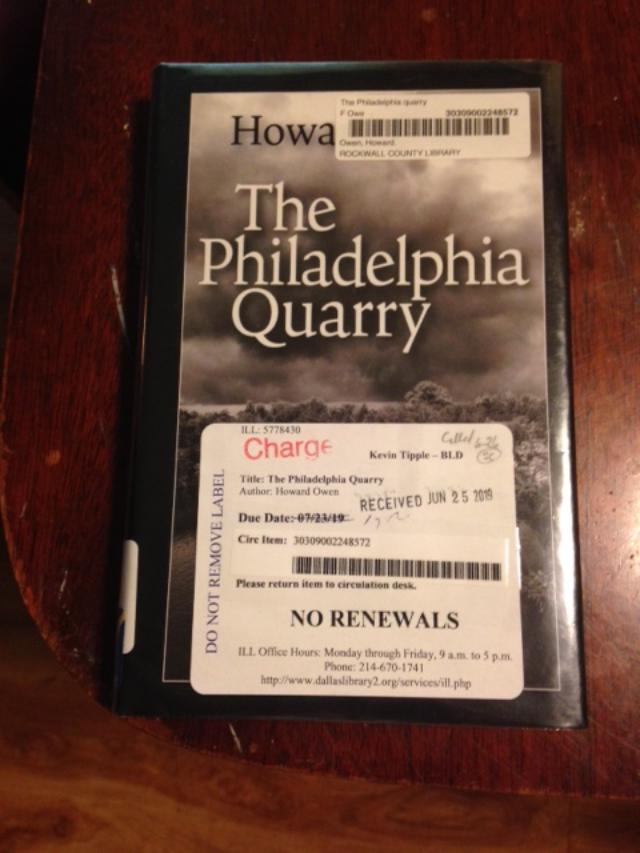 The Philadelphia quarry
F Owe 30309002248572
Owen, Howard.
ROCKWALL COUNTY LIBRARY
Howa
The
Philadelphia
Quarry
ILL: 5778430
Charge
Called 6-26
Kevin Tipple – BLD
Title: The Philadelphia Quarry
Author: Howard Owen
RECEIVED JUN 25 2019
Due Date: 07/23/19
Circ Item: 30309002248572
Please return item to circulation desk.
NO RENEWALS
ILL Office Hours: Monday through Friday, 9 a.m. to 5 p.m.
Phone: 214-670-1741
http://www.dallaslibrary2.org/services/ill.php
DO NOT REMOVE LABEL